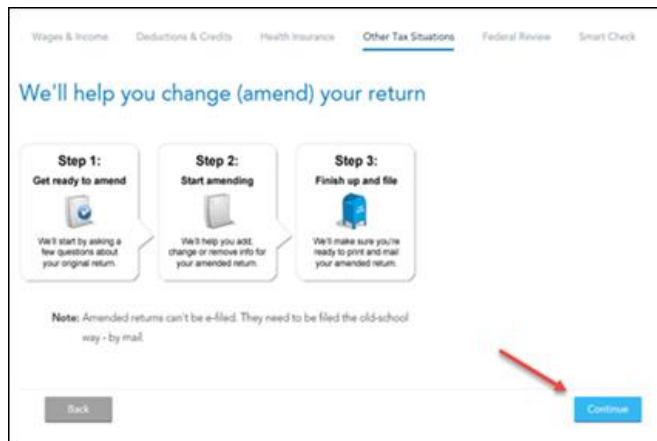 Wages & Income Deductions & Credits Health Insurance Other Tax Situations Federal Review Smart Check
We'll help you change (amend) your return
Step 1:
Get ready to amend
We'll start by asking a
few questions about
your original return.
Step 2:
Start amending
We'll help you add,
change or remove info for
your amended return.
Step 3:
Finish up and file
We'll make sure you're
ready to print and mail
your amended return.
Note: Amended returns can't be e-filed. They need to be filed the old-school
way - by mail.
Back Continue